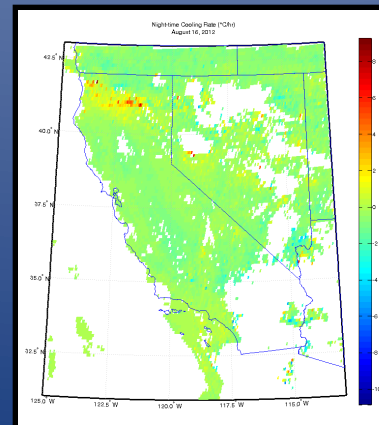 Night-time Cooling Rate (°C/hr)
August 16, 2012
42.5° N
40.0° N
37.5° N
35.0° N
32.5° N
125.0° W
122.5° W
120.0° W
117.5° W
115.0° W
8
6
4
2
0
-2
-4
-6
-8
-10